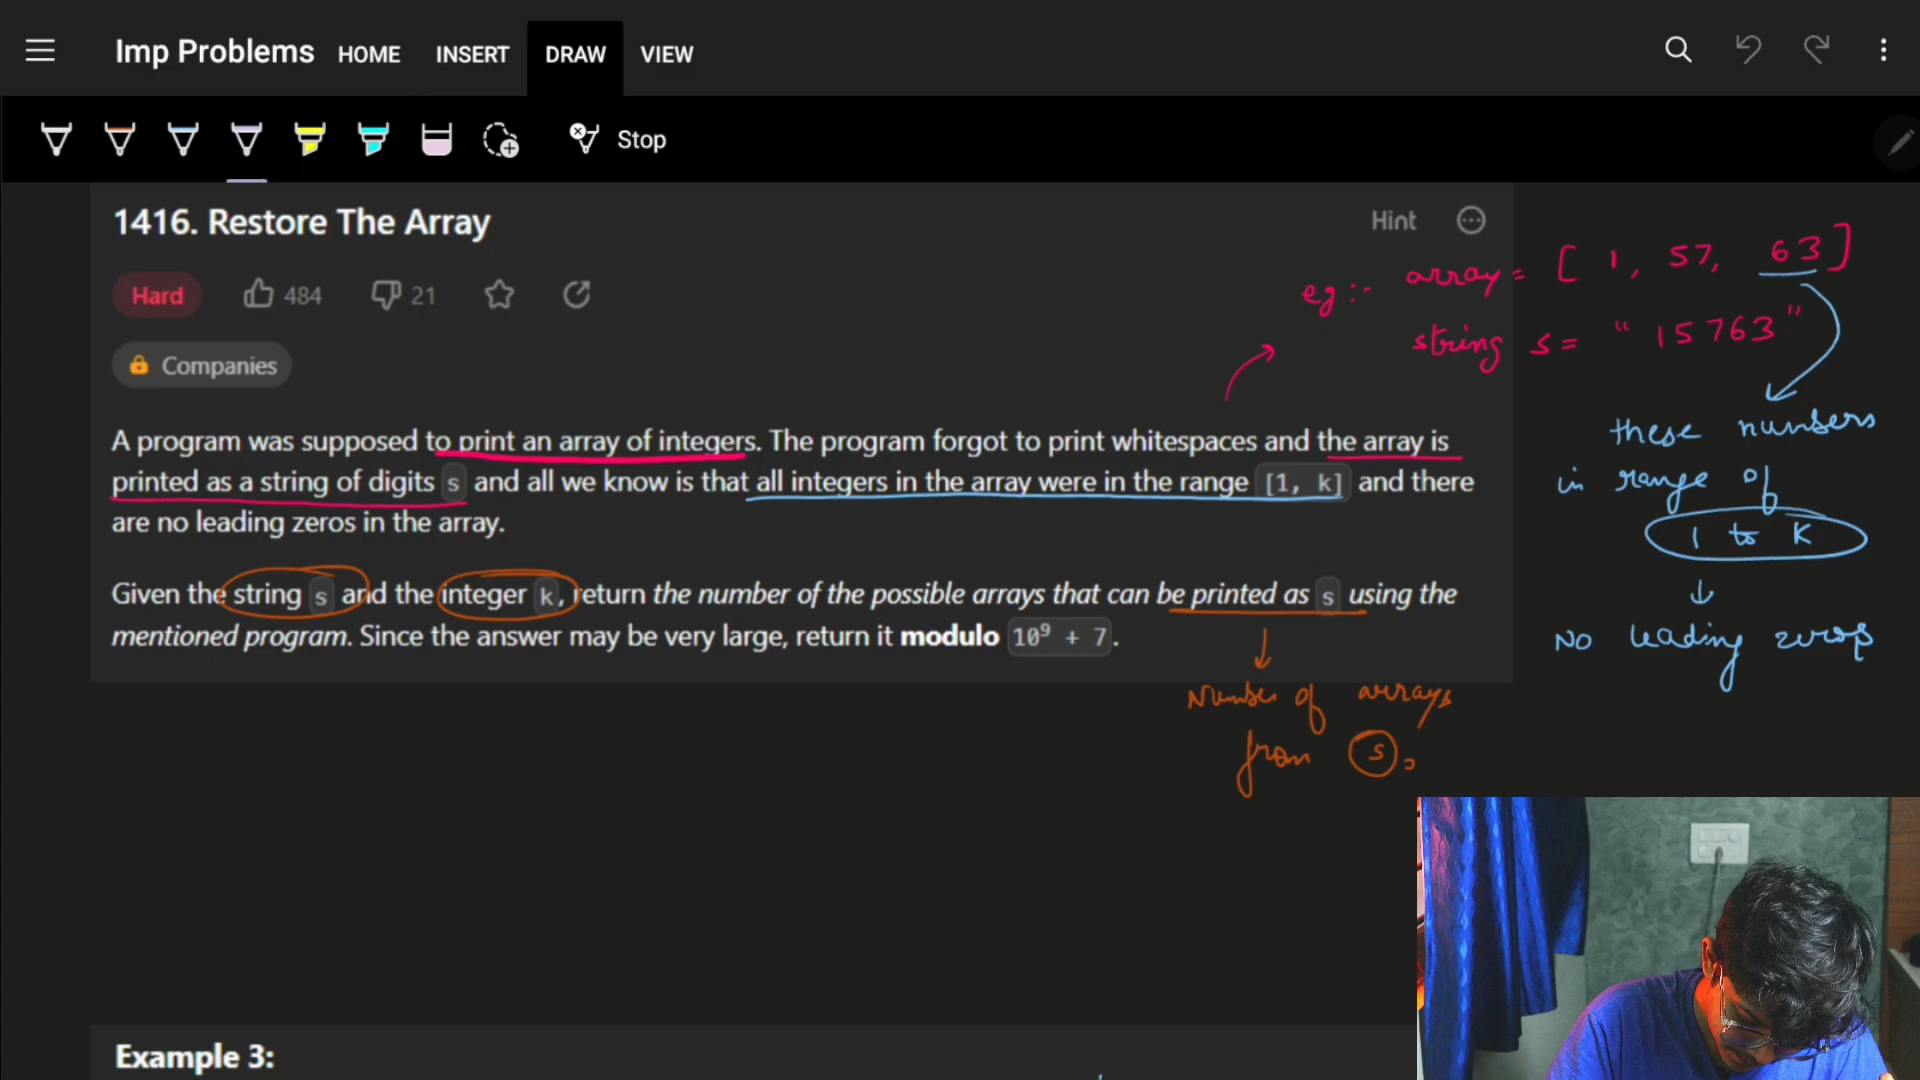 Imp Problems HOME INSERT DRAW VIEW
Stop
1416. Restore The Array
Hint
Hard 484 21
Companies
A program was supposed to print an array of integers. The program forgot to print whitespaces and the array is
printed as a string of digits s and all we know is that all integers in the array were in the range [1, k] and there
are no leading zeros in the array.
Given the string s and the integer k, return the number of the possible arrays that can be printed as s using the
mentioned program. Since the answer may be very large, return it modulo 10⁹ + 7.
eg :- array = [ 1, 57, 63 ]
string s = " 15763 "
these numbers
in range of
1 to K
No leading zeros
Number of arrays
from s,
Example 3: